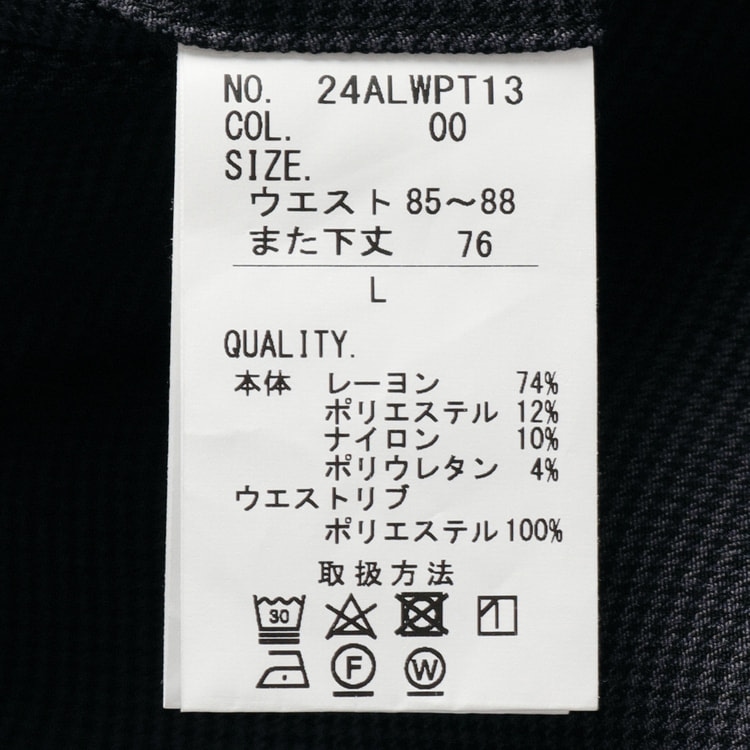 NO. 24ALWPT13
COL. 00
SIZE.
ウエスト 85～88
また下丈 76
L
QUALITY.
本体 レーヨン 74%
ポリエステル 12%
ナイロン 10%
ポリウレタン 4%
ウエストリブ
ポリエステル 100%
取扱方法
30
F W